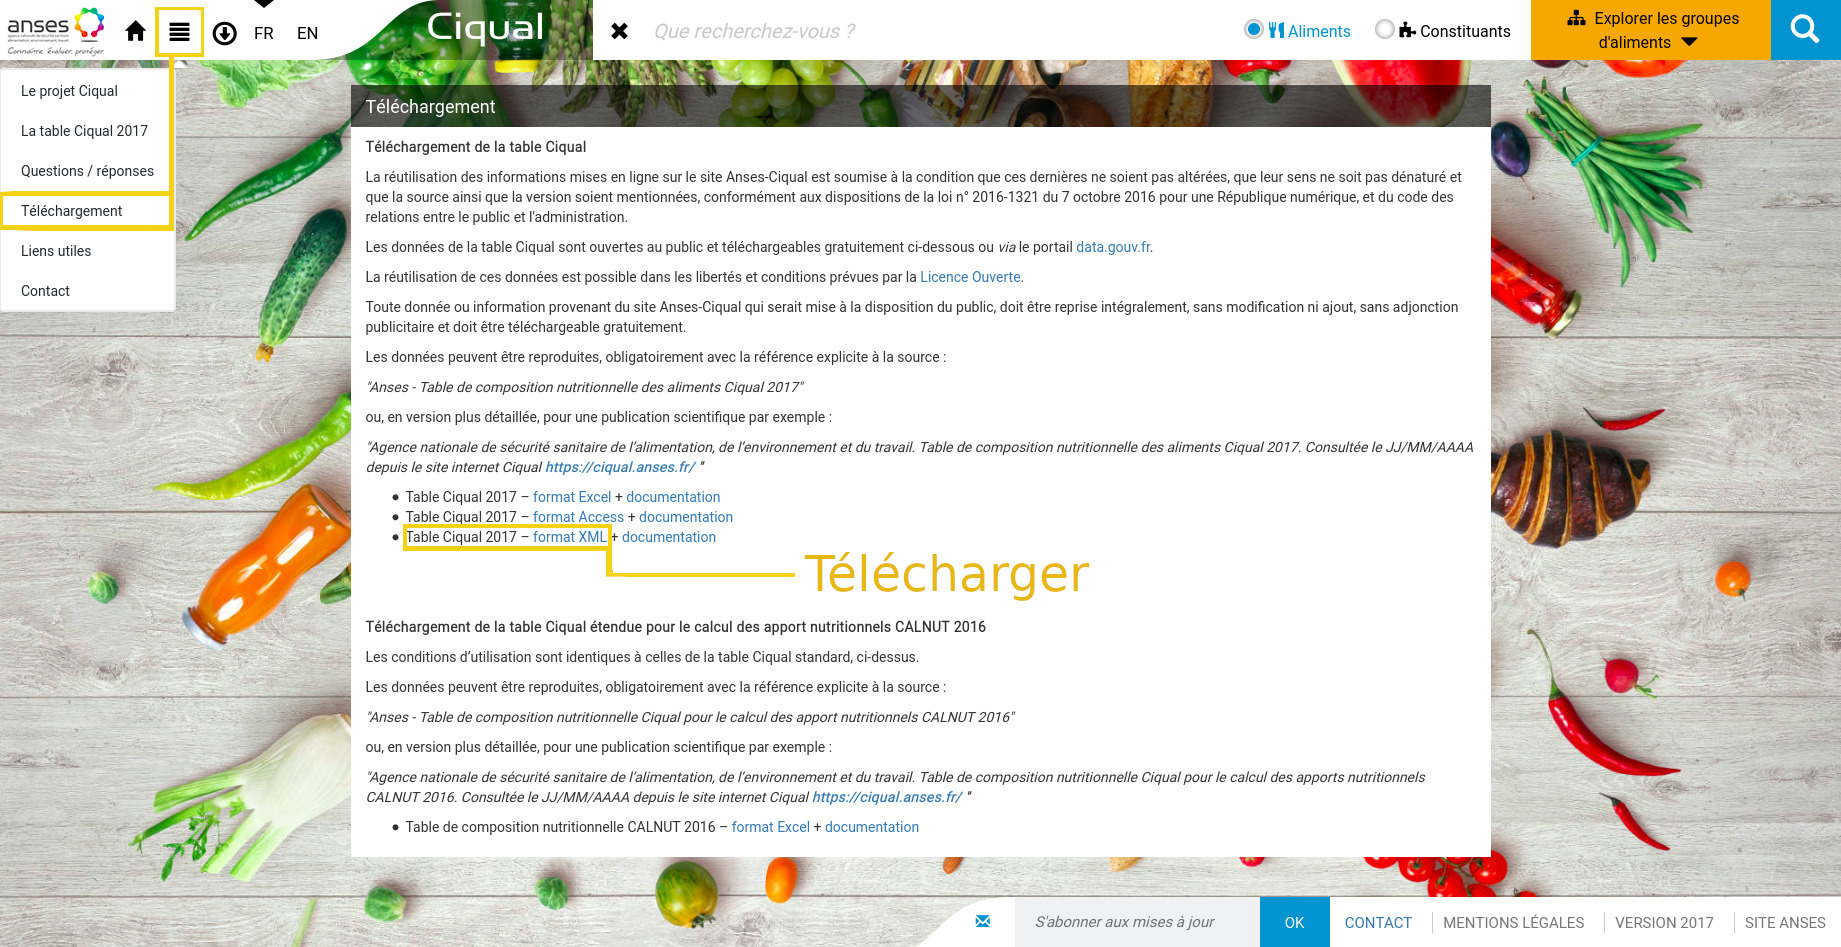 anses
Connaître, évaluer, protéger
FR EN
Ciqual
Que recherchez-vous ?
Aliments
Constituants
Explorer les groupes
d'aliments
Le projet Ciqual
La table Ciqual 2017
Questions / réponses
Téléchargement
Liens utiles
Contact
Téléchargement
Téléchargement de la table Ciqual
La réutilisation des informations mises en ligne sur le site Anses-Ciqual est soumise à la condition que ces dernières ne soient pas altérées, que leur sens ne soit pas dénaturé et
que la source ainsi que la version soient mentionnées, conformément aux dispositions de la loi n° 2016-1321 du 7 octobre 2016 pour une République numérique, et du code des
relations entre le public et l'administration.
Les données de la table Ciqual sont ouvertes au public et téléchargeables gratuitement ci-dessous ou via le portail data.gouv.fr.
La réutilisation de ces données est possible dans les libertés et conditions prévues par la Licence Ouverte.
Toute donnée ou information provenant du site Anses-Ciqual qui serait mise à la disposition du public, doit être reprise intégralement, sans modification ni ajout, sans adjonction
publicitaire et doit être téléchargeable gratuitement.
Les données peuvent être reproduites, obligatoirement avec la référence explicite à la source :
"Anses - Table de composition nutritionnelle des aliments Ciqual 2017"
ou, en version plus détaillée, pour une publication scientifique par exemple :
"Agence nationale de sécurité sanitaire de l'alimentation, de l'environnement et du travail. Table de composition nutritionnelle des aliments Ciqual 2017. Consultée le JJ/MM/AAAA
depuis le site internet Ciqual https://ciqual.anses.fr/ "
• Table Ciqual 2017 – format Excel + documentation
• Table Ciqual 2017 – format Access + documentation
• Table Ciqual 2017 – format XML + documentation
Télécharger
Téléchargement de la table Ciqual étendue pour le calcul des apport nutritionnels CALNUT 2016
Les conditions d'utilisation sont identiques à celles de la table Ciqual standard, ci-dessus.
Les données peuvent être reproduites, obligatoirement avec la référence explicite à la source :
"Anses - Table de composition nutritionnelle Ciqual pour le calcul des apport nutritionnels CALNUT 2016"
ou, en version plus détaillée, pour une publication scientifique par exemple :
"Agence nationale de sécurité sanitaire de l'alimentation, de l'environnement et du travail. Table de composition nutritionnelle Ciqual pour le calcul des apports nutritionnels
CALNUT 2016. Consultée le JJ/MM/AAAA depuis le site internet Ciqual https://ciqual.anses.fr/ "
• Table de composition nutritionnelle CALNUT 2016 – format Excel + documentation
S'abonner aux mises à jour
OK
CONTACT
MENTIONS LÉGALES
VERSION 2017
SITE ANSES